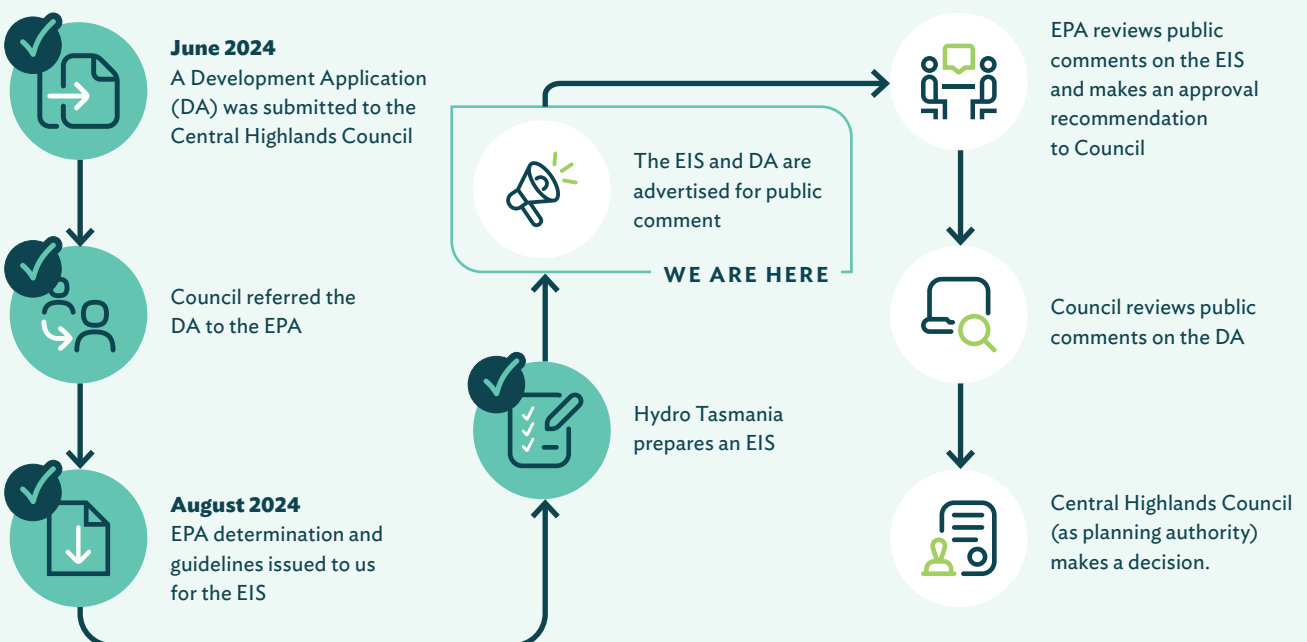 June 2024
A Development Application
(DA) was submitted to the
Central Highlands Council
Council referred the
DA to the EPA
August 2024
EPA determination and
guidelines issued to us
for the EIS
Hydro Tasmania
prepares an EIS
The EIS and DA are
advertised for public
comment
WE ARE HERE
EPA reviews public
comments on the EIS
and makes an approval
recommendation
to Council
Council reviews public
comments on the DA
Central Highlands Council
(as planning authority)
makes a decision.